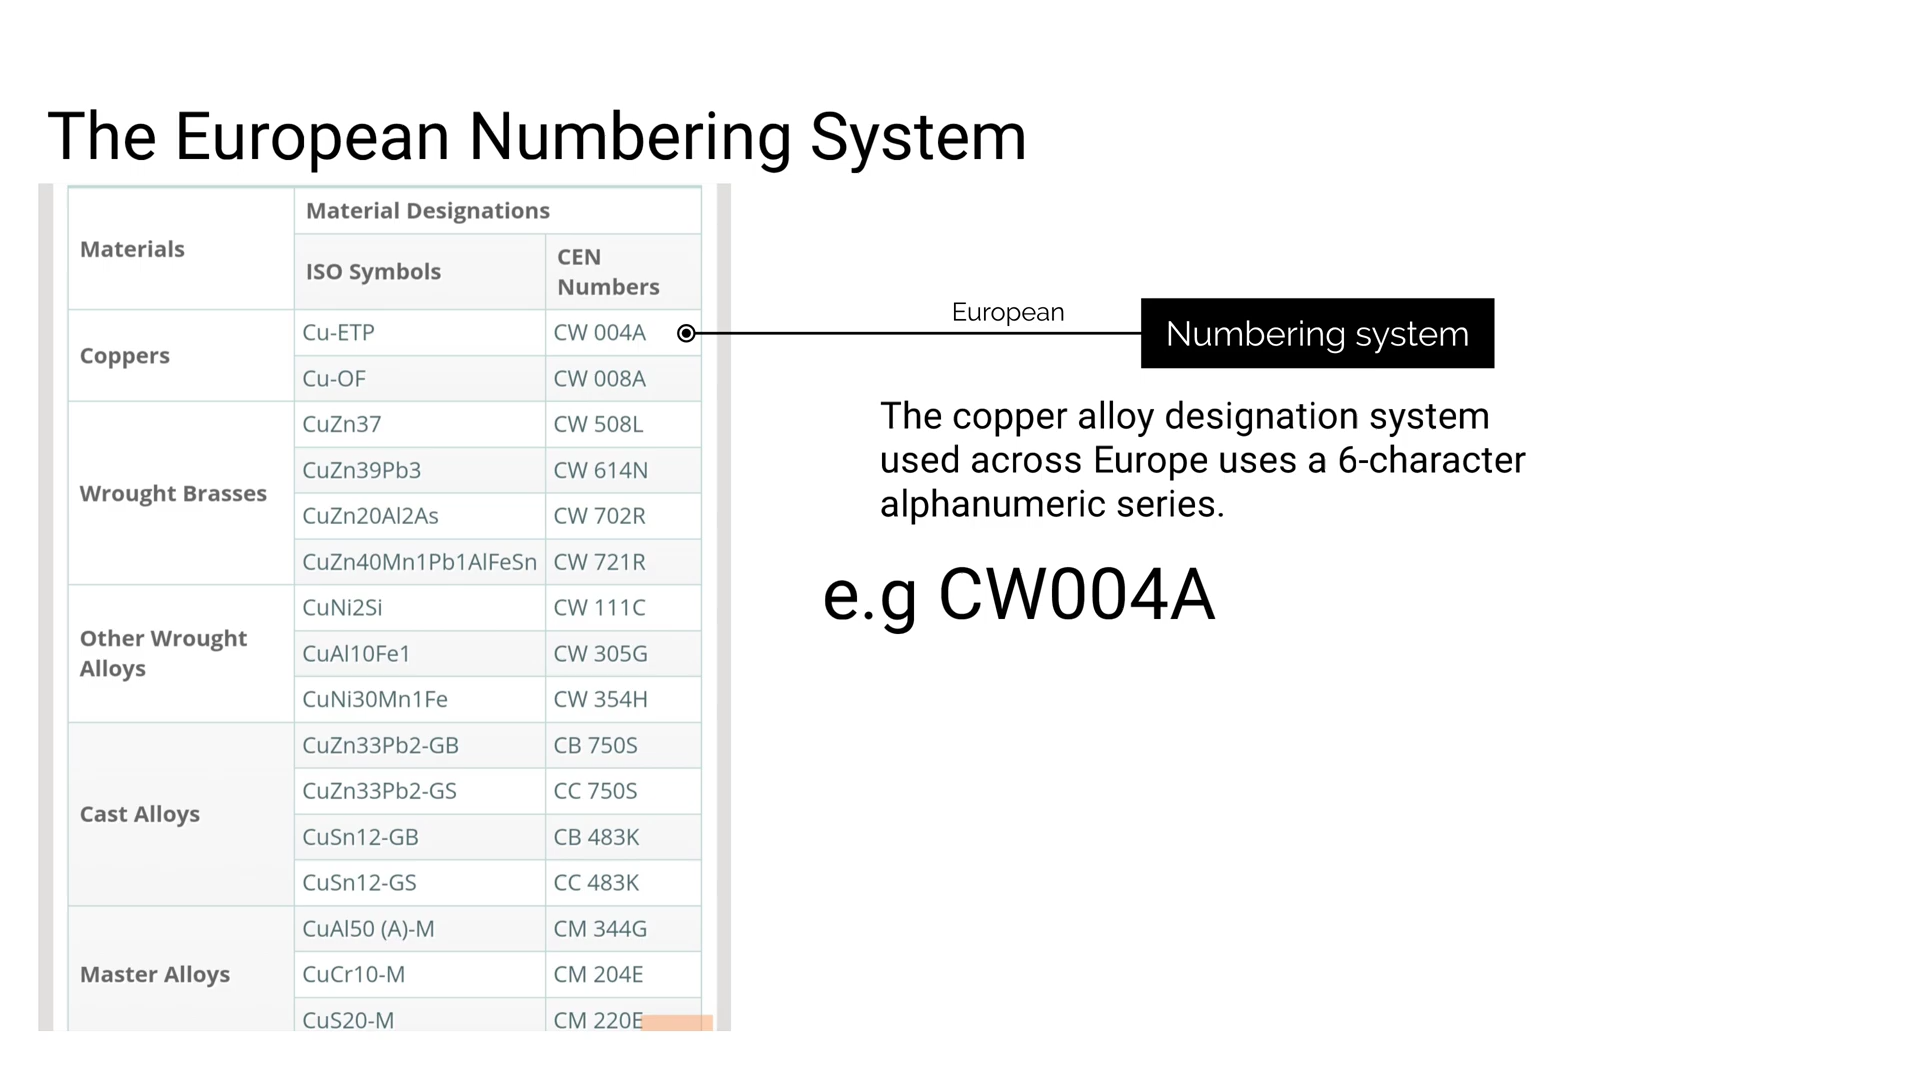 The European Numbering System
Materials
Material Designations
ISO Symbols
CEN
Numbers
Coppers
Cu-ETP CW 004A
Cu-OF CW 008A
Wrought Brasses
CuZn37 CW 508L
CuZn39Pb3 CW 614N
CuZn20Al2As CW 702R
CuZn40Mn1Pb1AlFeSn CW 721R
Other Wrought
Alloys
CuNi2Si CW 111C
CuAl10Fe1 CW 305G
CuNi30Mn1Fe CW 354H
Cast Alloys
CuZn33Pb2-GB CB 750S
CuZn33Pb2-GS CC 750S
CuSn12-GB CB 483K
CuSn12-GS CC 483K
Master Alloys
CuAl50 (A)-M CM 344G
CuCr10-M CM 204E
CuS20-M CM 220E
European
Numbering system
The copper alloy designation system
used across Europe uses a 6-character
alphanumeric series.
e.g CW004A